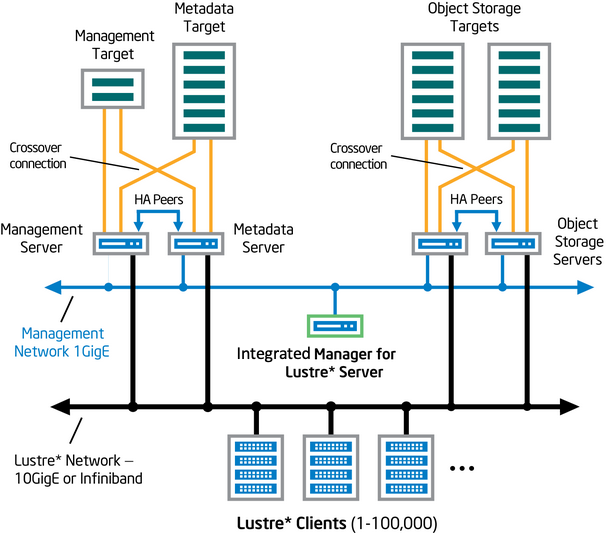 Management
Target
Metadata
Target
Object Storage
Targets
Crossover
connection
Crossover
connection
HA Peers
HA Peers
Management
Server
Metadata
Server
Object
Storage
Servers
Management
Network 1GigE
Integrated Manager for
Lustre* Server
Lustre* Network –
10GigE or Infiniband
Lustre* Clients (1-100,000)